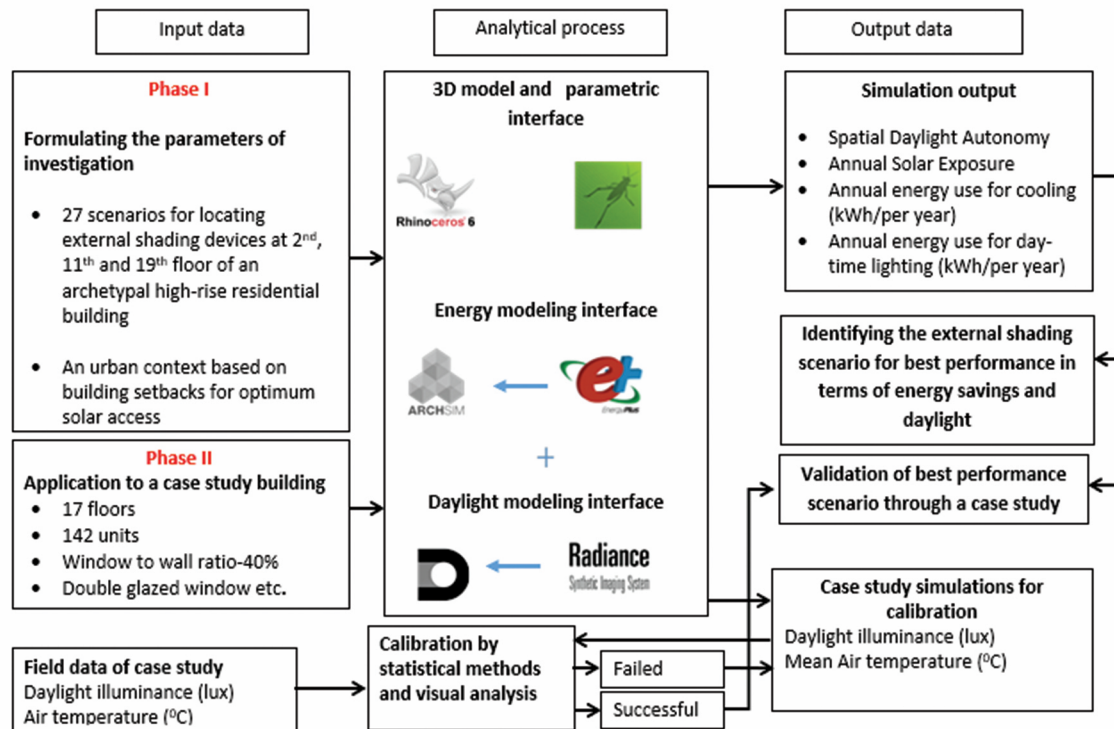 Input data
Analytical process
Output data
Phase I
Formulating the parameters of
investigation
• 27 scenarios for locating
external shading devices at 2nd,
11th and 19th floor of an
archetypal high-rise residential
building
• An urban context based on
building setbacks for optimum
solar access
Phase II
Application to a case study building
• 17 floors
• 142 units
• Window to wall ratio-40%
• Double glazed window etc.
Field data of case study
Daylight illuminance (lux)
Air temperature (⁰C)
3D model and parametric
interface
Rhinoceros® 6
Energy modeling interface
ARCHSIM
et
EnergyPlus
+
Daylight modeling interface
Radiance
Synthetic Imaging System
Calibration by
statistical methods
and visual analysis
Failed
Successful
Simulation output
• Spatial Daylight Autonomy
• Annual Solar Exposure
• Annual energy use for cooling
(kWh/per year)
• Annual energy use for day-
time lighting (kWh/per year)
Identifying the external shading
scenario for best performance in
terms of energy savings and
daylight
Validation of best performance
scenario through a case study
Case study simulations for
calibration
Daylight illuminance (lux)
Mean Air temperature (⁰C)